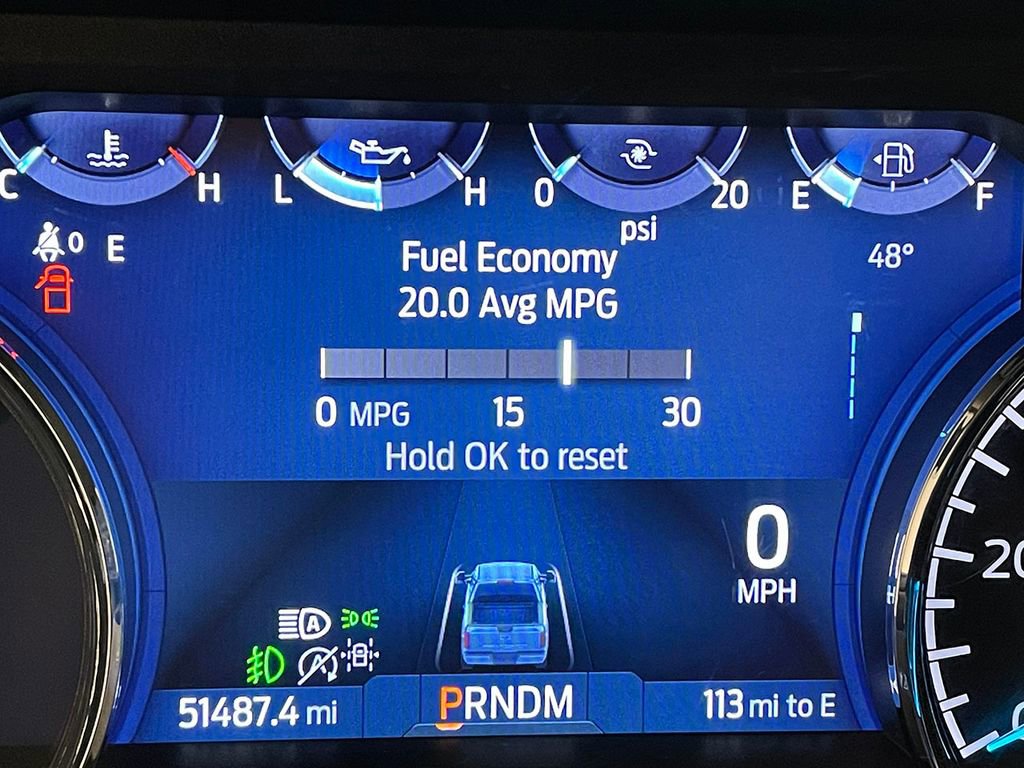 C H L H 0 20 E F
psi
0 E
48°
Fuel Economy
20.0 Avg MPG
0 MPG 15 30
Hold OK to reset
0
MPH
A
A
20
H
51487.4 mi
PRNDM
113 mi to E